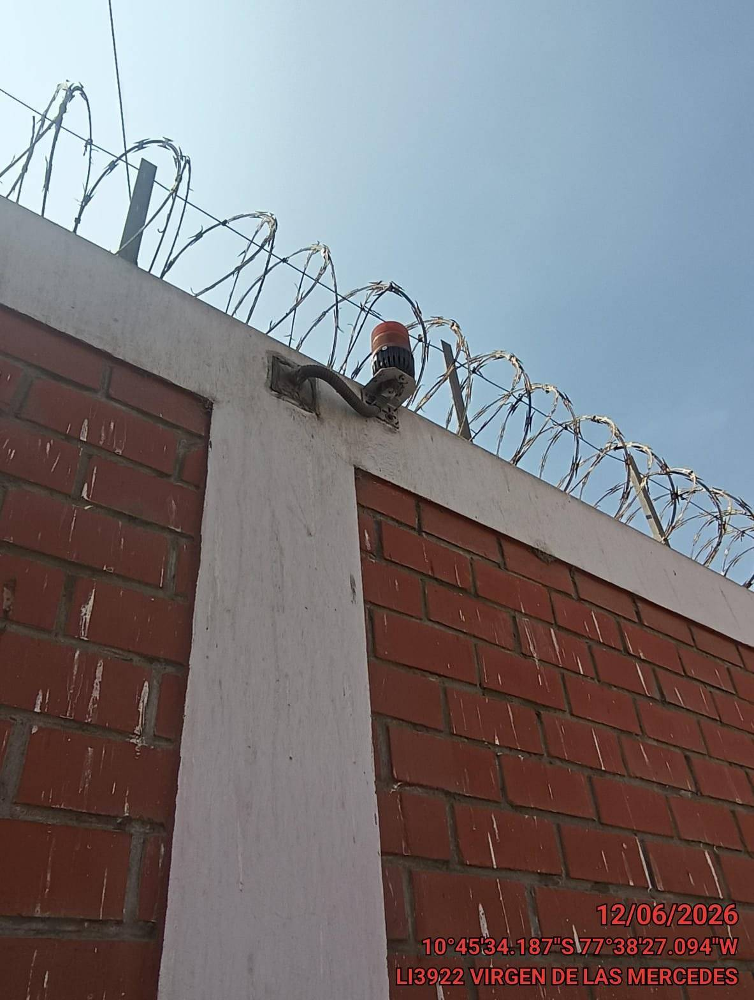 12/06/2026
10°45'34.187"S 77°38'27.094"W
LI3922 VIRGEN DE LAS MERCEDES